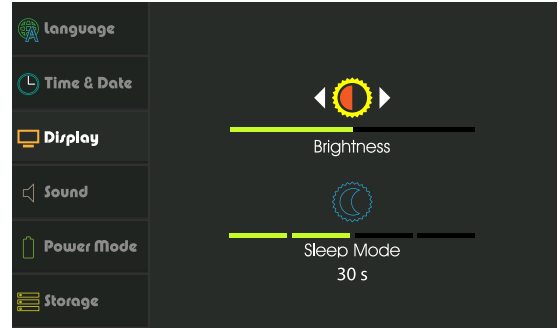 Language
Time & Date
Display
Sound
Power Mode
Storage
Brightness
Sleep Mode
30 s